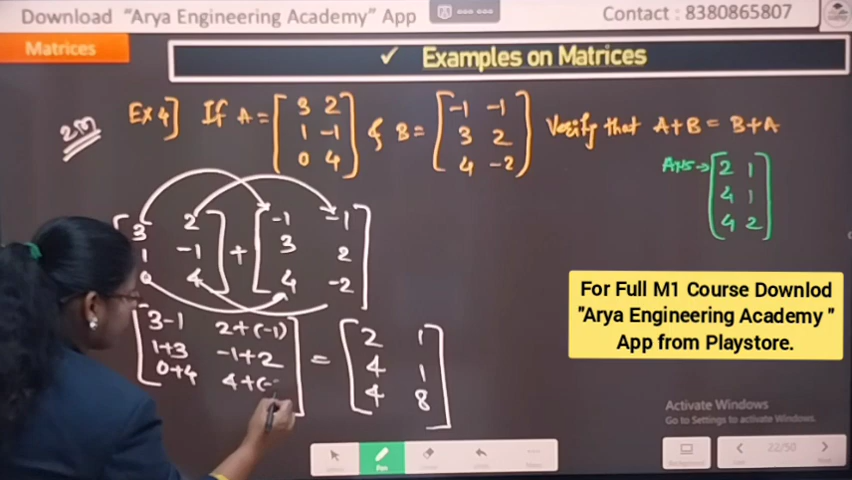 Download “Arya Engineering Academy” App
Contact : 8380865807
Matrices
✓ Examples on Matrices
2m
Ex 4] If A = [ 3 2 & B = [ -1 -1 Verify that A+B = B+A
1 -1 3 2
0 4 ] 4 -2 ]
Ans → [ 2 1
4 1
4 2 ]
[ 3 2 ] + [ -1 -1
1 -1 3 2
0 4 4 -2 ]
[ 3-1 2+(-1) = [ 2 1
1+3 -1+2 4 1
0+4 4+(- ] 4 8 ]
For Full M1 Course Downlod
"Arya Engineering Academy "
App from Playstore.
Activate Windows
Go to Settings to activate Windows.
Pen
22/50